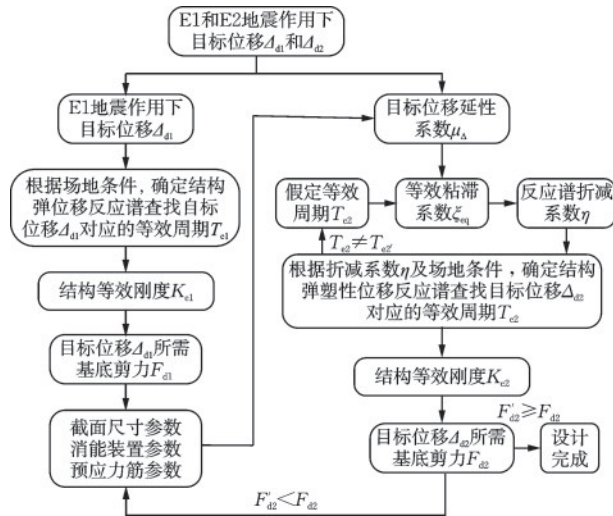 E1和E2地震作用下
目标位移Δd1和Δd2
E1地震作用下
目标位移Δd1
根据场地条件，确定结构
弹位移反应谱查找目标
位移Δd1对应的等效周期Te1
结构等效刚度Ke1
目标位移Δd1所需
基底剪力Fd1
截面尺寸参数
消能装置参数
预应力筋参数
目标位移延性
系数μΔ
假定等效
周期Te2
等效粘滞
系数ξeq
反应谱折减
系数η
Te2≠Te2′
根据折减系数η及场地条件，确定结构
弹塑性位移反应谱查找目标位移Δd2
对应的等效周期Te2
结构等效刚度Ke2
F′d2≥Fd2
目标位移Δd2所需
基底剪力Fd2
设计
完成
F′d2<Fd2